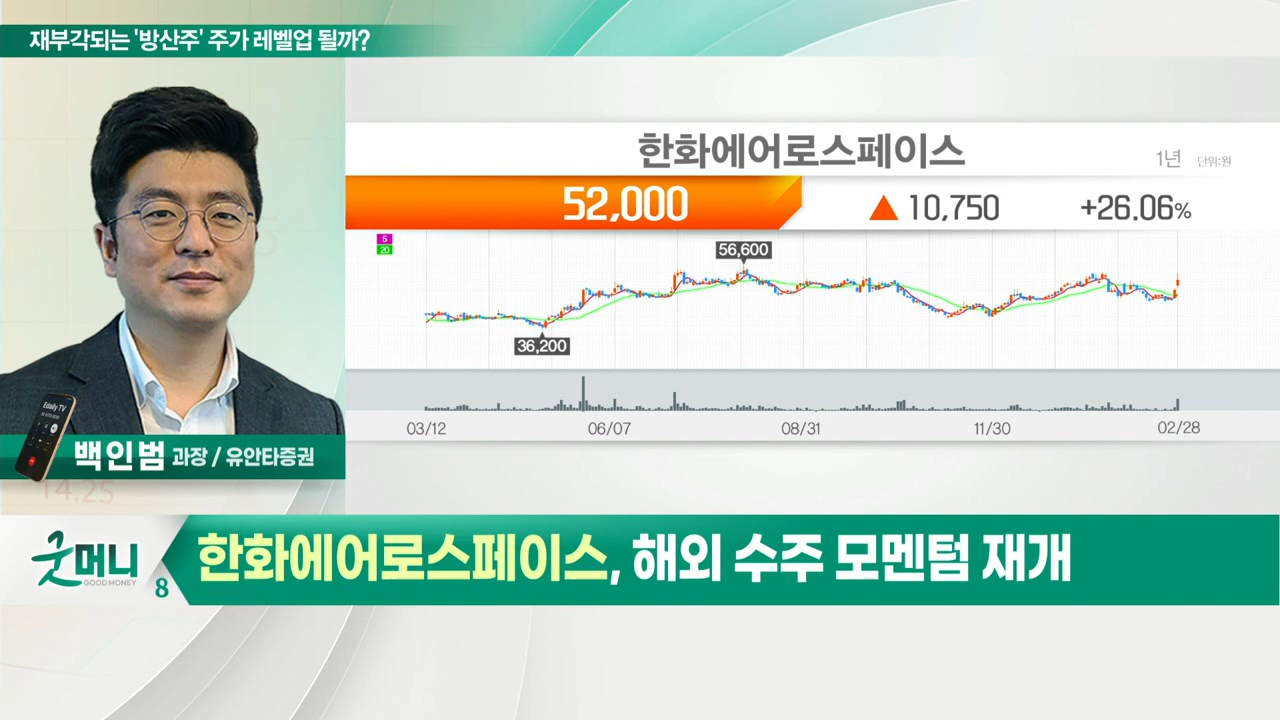 재부각되는 '방산주' 주가 레벨업 될까?
한화에어로스페이스
1년 단위:원
52,000 ▲ 10,750 +26.06%
5
20
56,600
36,200
03/12 06/07 08/31 11/30 02/28
Edaily TV
백인범 과장 / 유안타증권
14.25
굿머니
GOOD MONEY
8
한화에어로스페이스, 해외 수주 모멘텀 재개